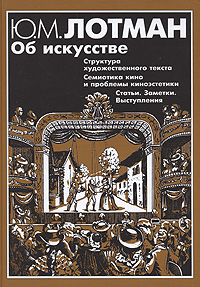 Ю.М.ЛОТМАН
Об искусстве
Структура
художественного текста
Семиотика кино
и проблемы киноэстетики
Статьи. Заметки.
Выступления